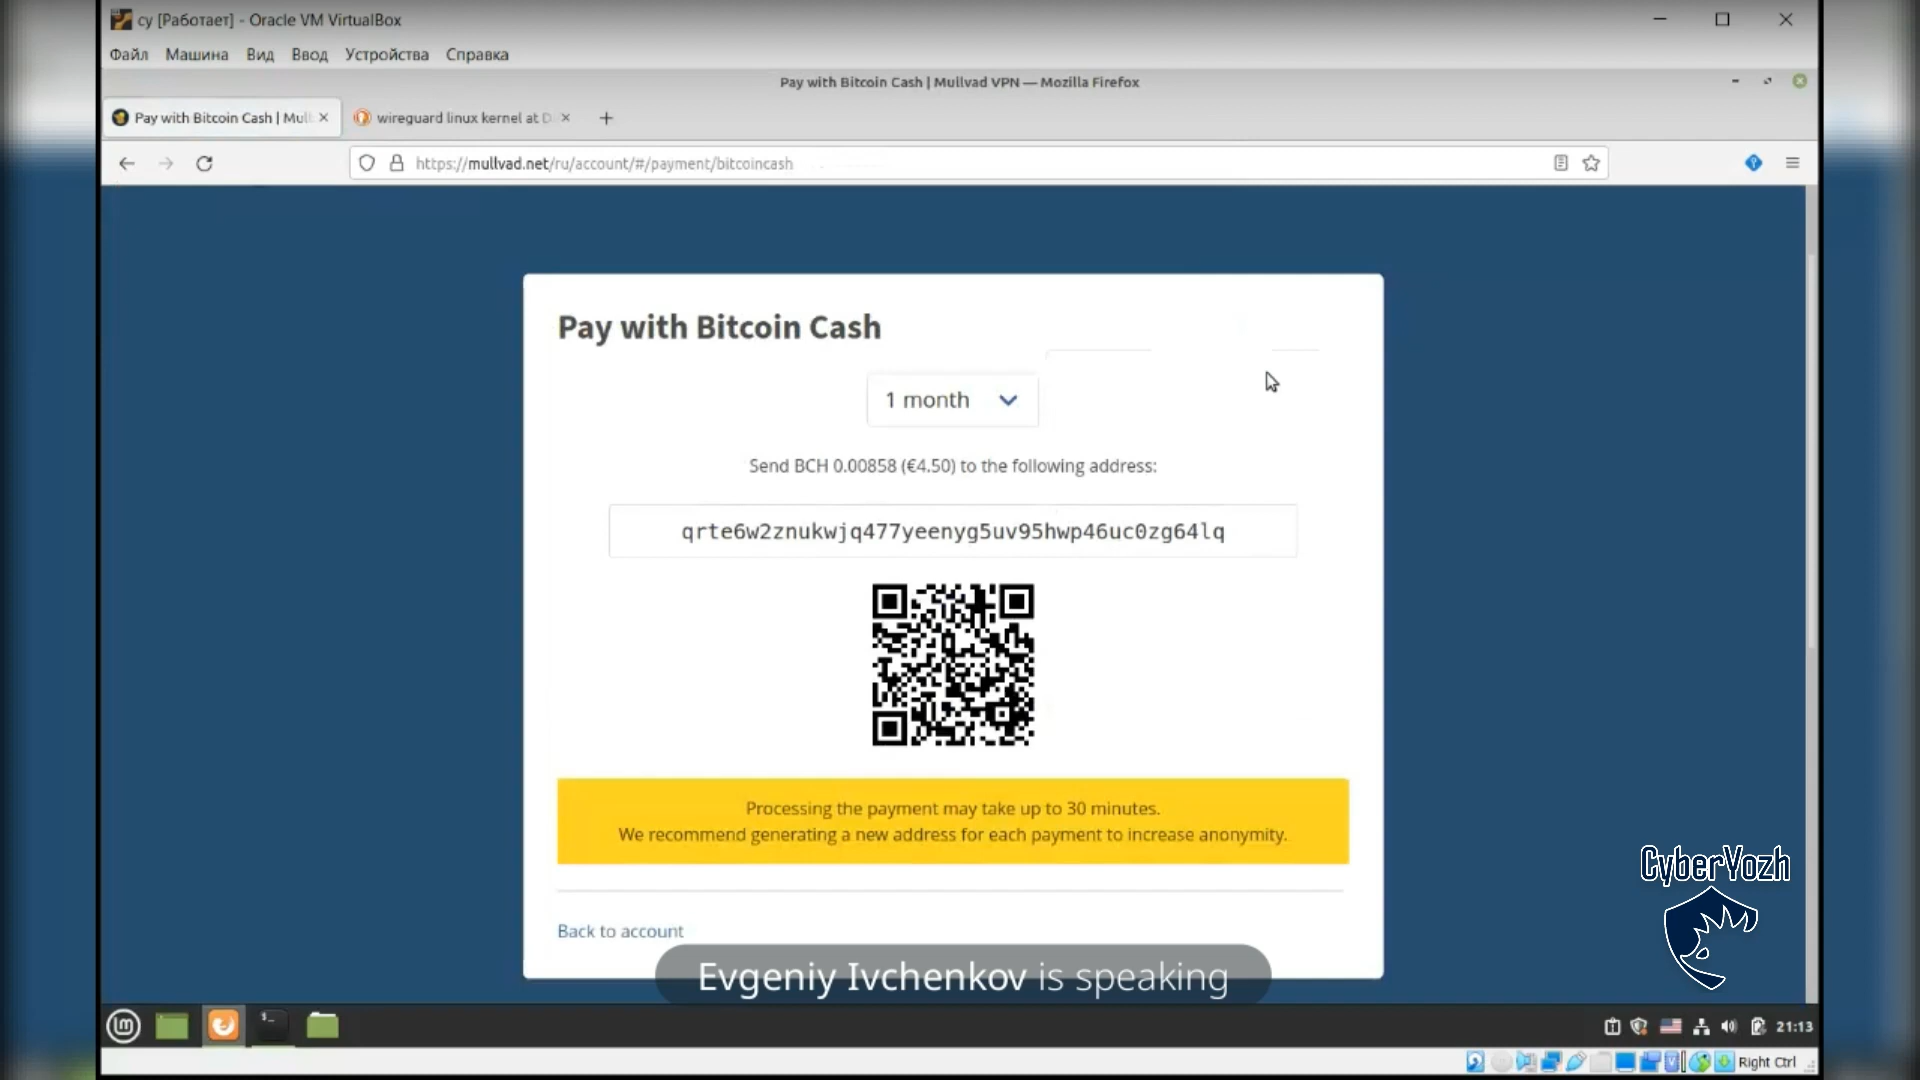 су [Работает] - Oracle VM VirtualBox
Файл Машина Вид Ввод Устройства Справка
Pay with Bitcoin Cash | Mullvad VPN — Mozilla Firefox
Pay with Bitcoin Cash | Mull
wireguard linux kernel at D
https://mullvad.net/ru/account/#/payment/bitcoincash
Pay with Bitcoin Cash
1 month
Send BCH 0.00858 (€4.50) to the following address:
qrte6w2znukwjq477yeenyg5uv95hwp46uc0zg64lq
Processing the payment may take up to 30 minutes.
We recommend generating a new address for each payment to increase anonymity.
Back to account
CyberYozh
Evgeniy Ivchenkov is speaking
21:13
Right Ctrl